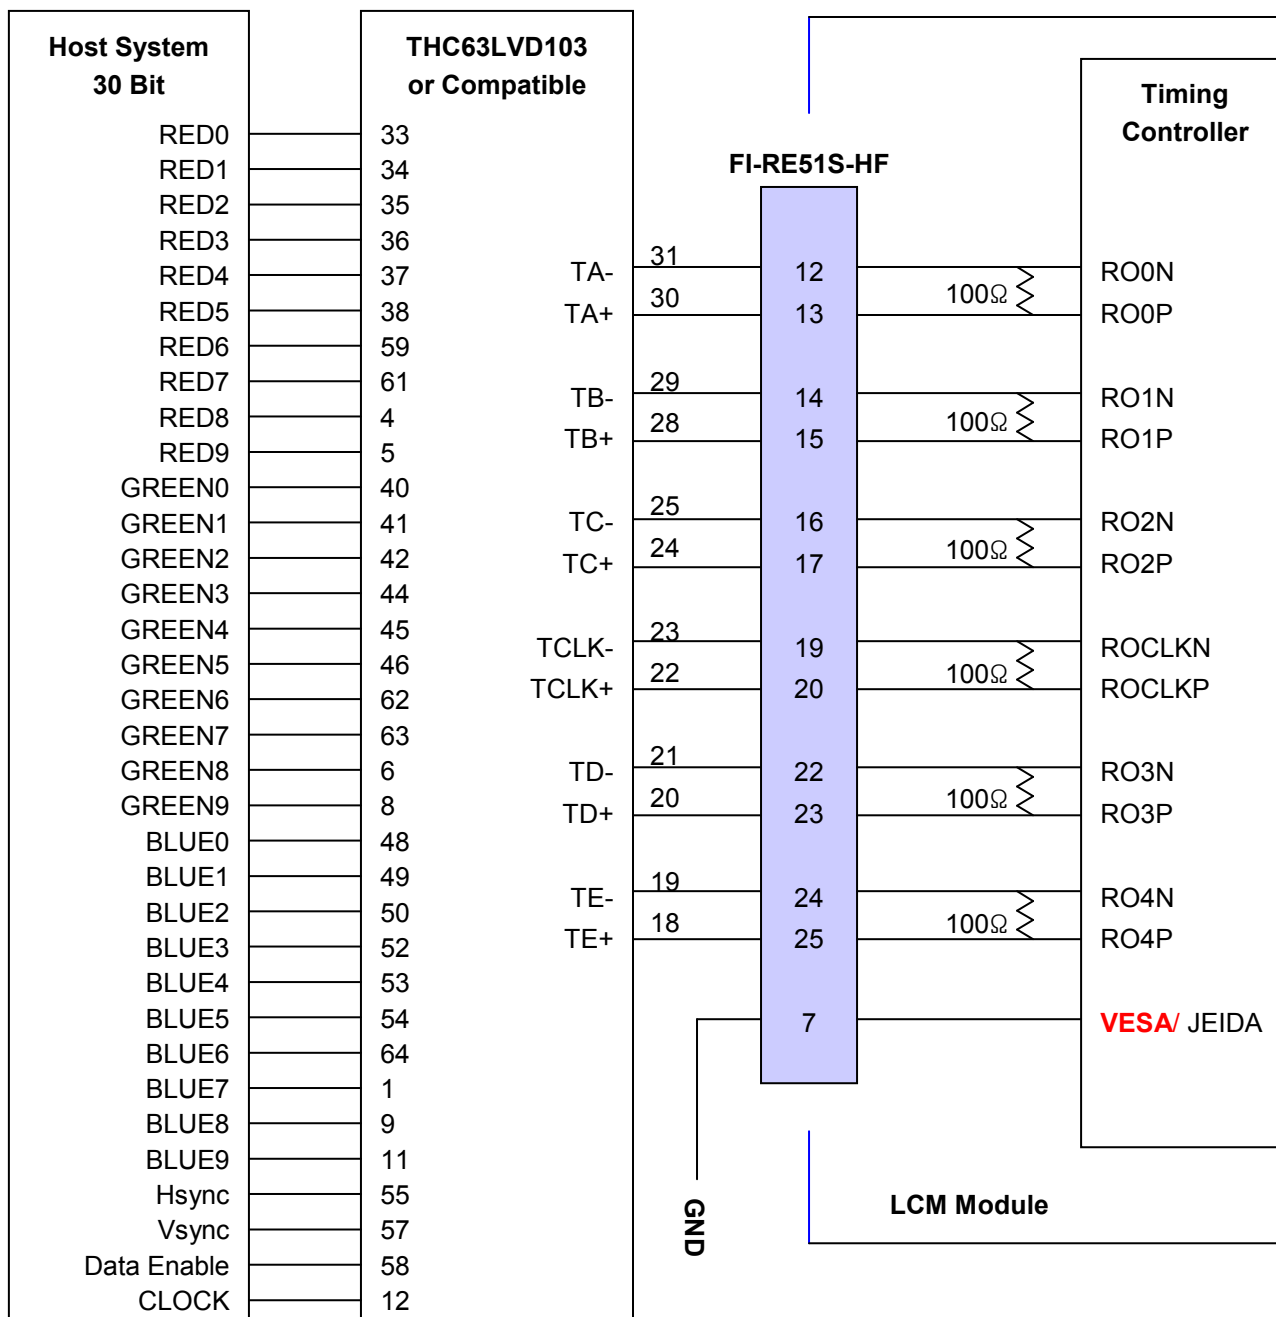 Host System
30 Bit
RED0
RED1
RED2
RED3
RED4
RED5
RED6
RED7
RED8
RED9
GREEN0
GREEN1
GREEN2
GREEN3
GREEN4
GREEN5
GREEN6
GREEN7
GREEN8
GREEN9
BLUE0
BLUE1
BLUE2
BLUE3
BLUE4
BLUE5
BLUE6
BLUE7
BLUE8
BLUE9
Hsync
Vsync
Data Enable
CLOCK
THC63LVD103
or Compatible
33
34
35
36
37
38
59
61
4
5
40
41
42
44
45
46
62
63
6
8
48
49
50
52
53
54
64
1
9
11
55
57
58
12
TA-
TA+
TB-
TB+
TC-
TC+
TCLK-
TCLK+
TD-
TD+
TE-
TE+
31
30
29
28
25
24
23
22
21
20
19
18
GND
FI-RE51S-HF
12
13
14
15
16
17
19
20
22
23
24
25
7
100Ω
100Ω
100Ω
100Ω
100Ω
100Ω
Timing
Controller
RO0N
RO0P
RO1N
RO1P
RO2N
RO2P
ROCLKN
ROCLKP
RO3N
RO3P
RO4N
RO4P
VESA/ JEIDA
LCM Module